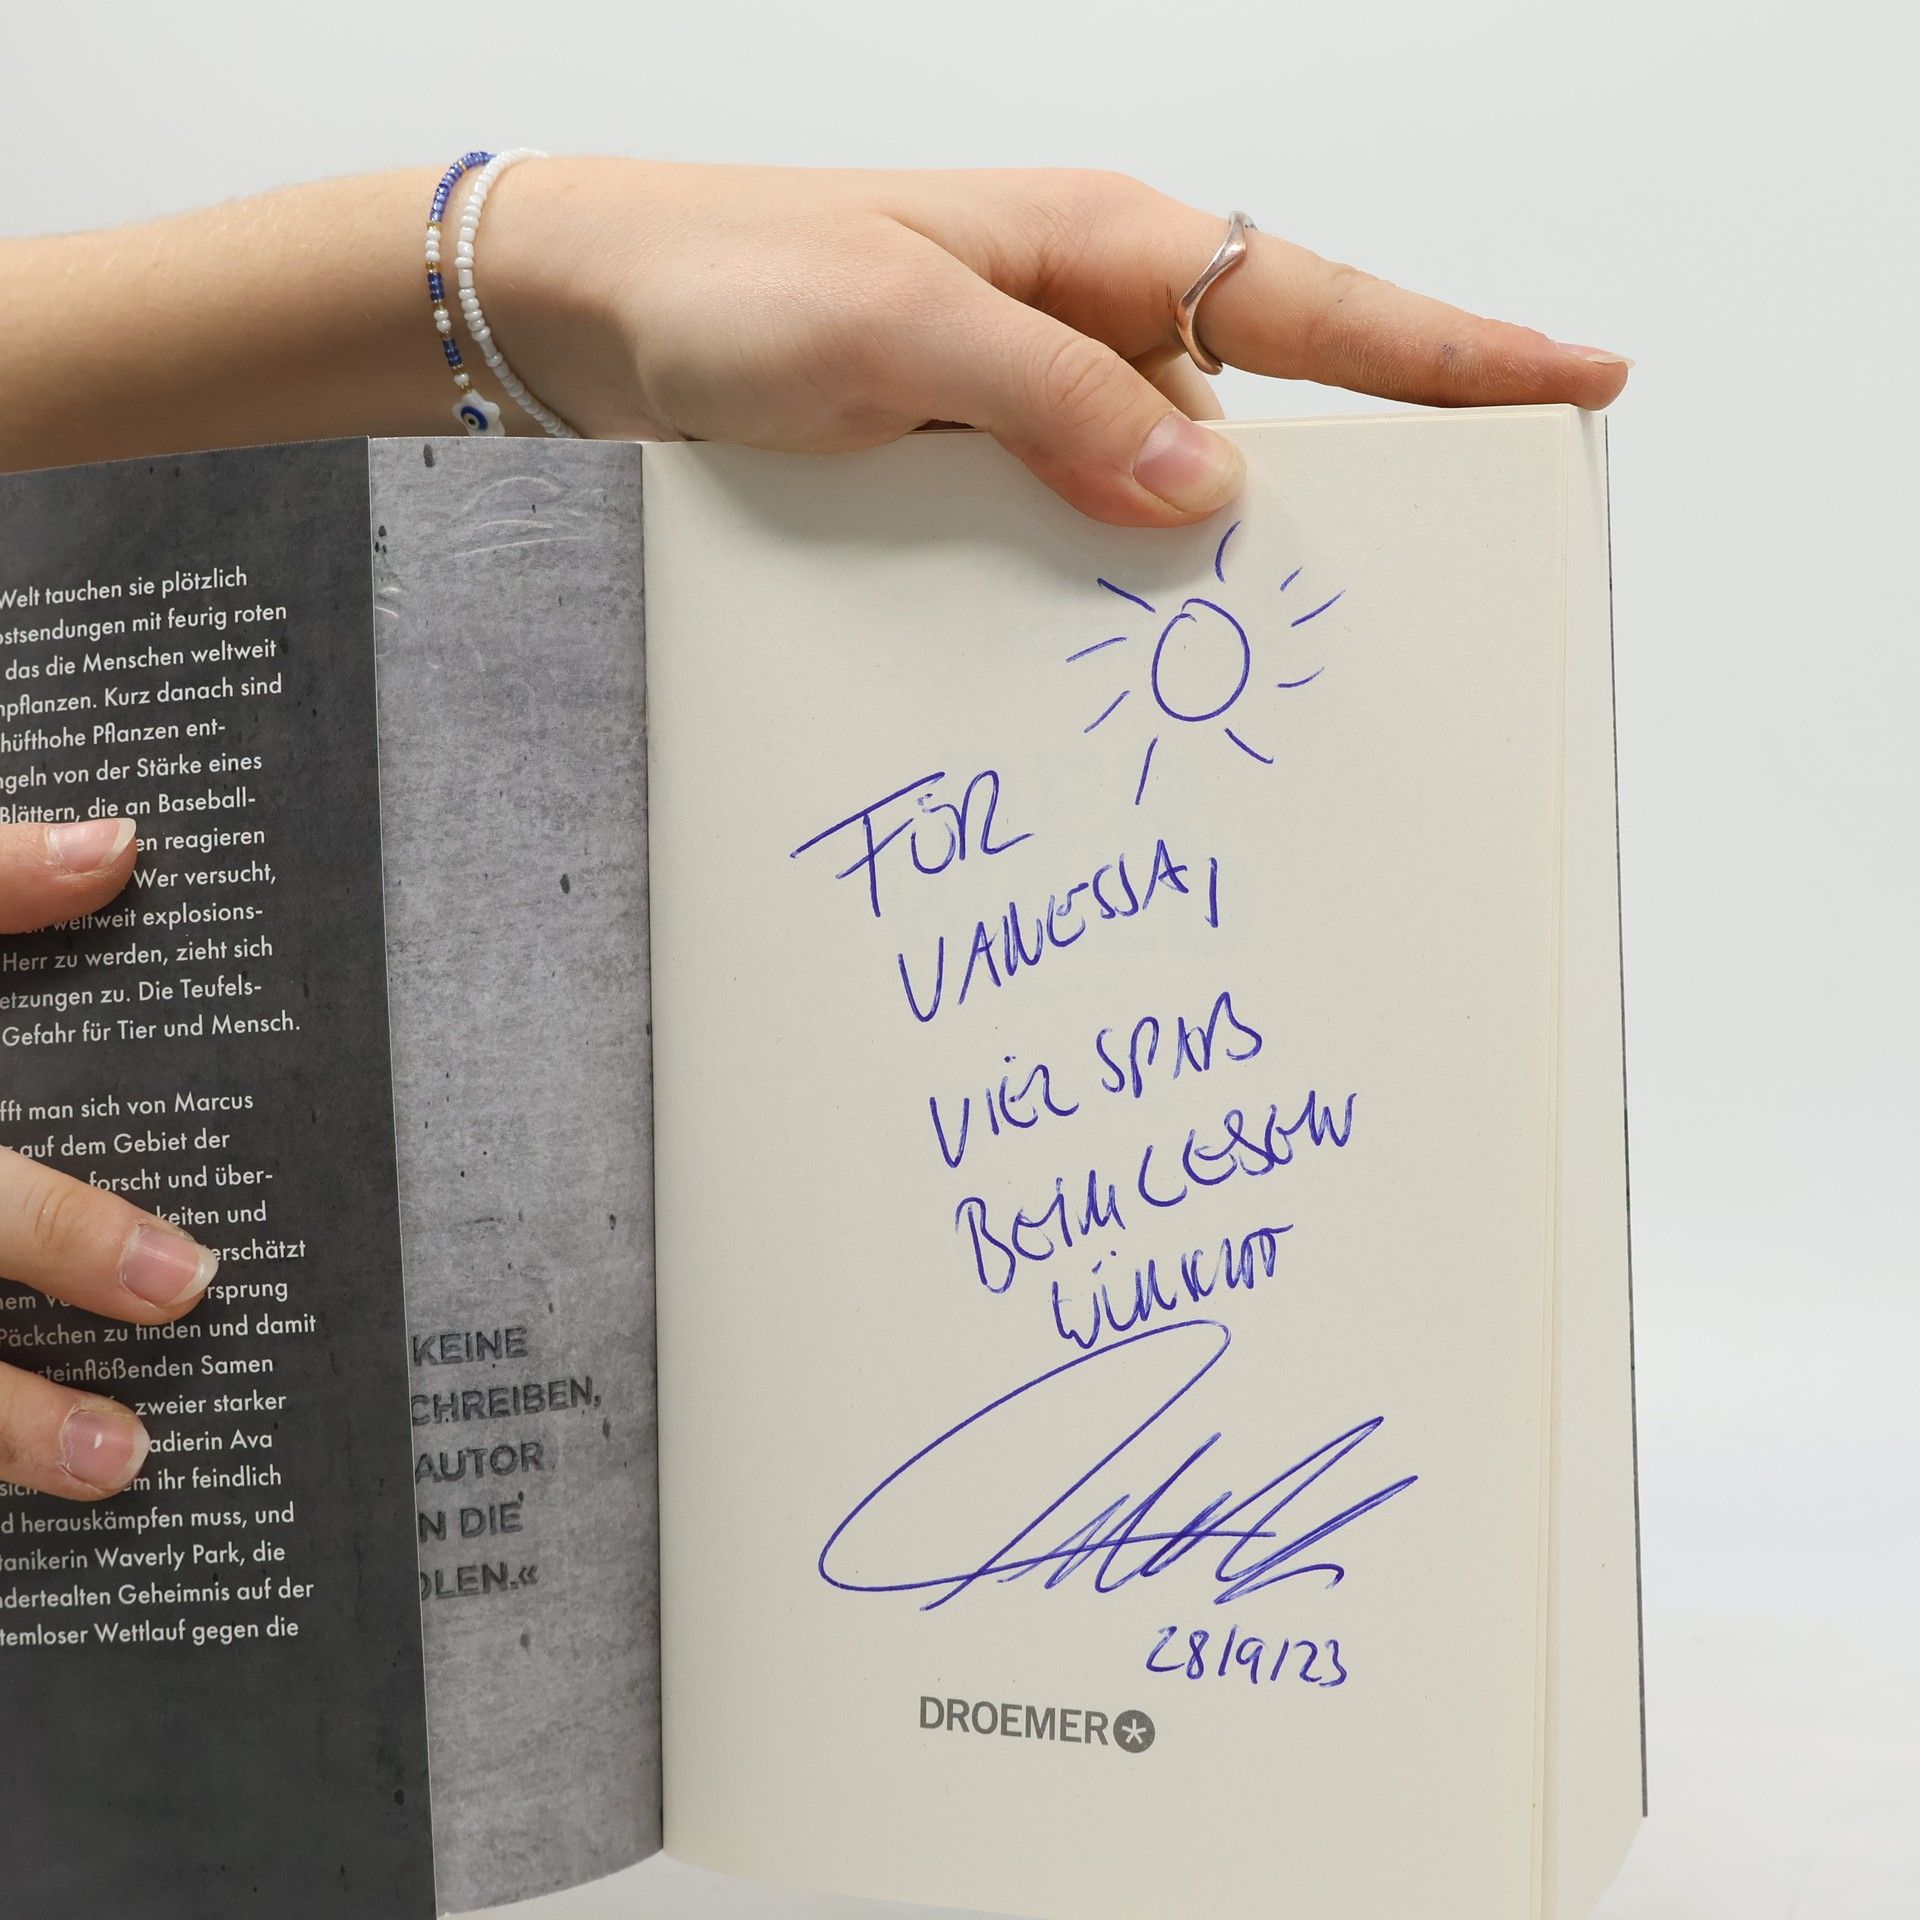 Welt tauchen sie plötzlich
ostsendungen mit feurig roten
das die Menschen weltweit
npflanzen. Kurz danach sind
hüfthohe Pflanzen ent-
ngeln von der Stärke eines
Blättern, die an Baseball-
en reagieren
Wer versucht,
weltweit explosions-
Herr zu werden, zieht sich
etzungen zu. Die Teufels-
Gefahr für Tier und Mensch.
fft man sich von Marcus
auf dem Gebiet der
forscht und über-
keiten und
erschätzt
nem
rsprung
Päckchen zu finden und damit
steinflößenden Samen
zweier starker
adierin Ava
sich
m ihr feindlich
d herauskämpfen muss, und
tanikerin Waverly Park, die
ndertealten Geheimnis auf der
temloser Wettlauf gegen die
KEINE
CHREIBEN,
AUTOR
N DIE
OLEN.«
FÜR
VANESSA,
VIEL SPAß
BEIM LESEN
28/9/23
DROEMER